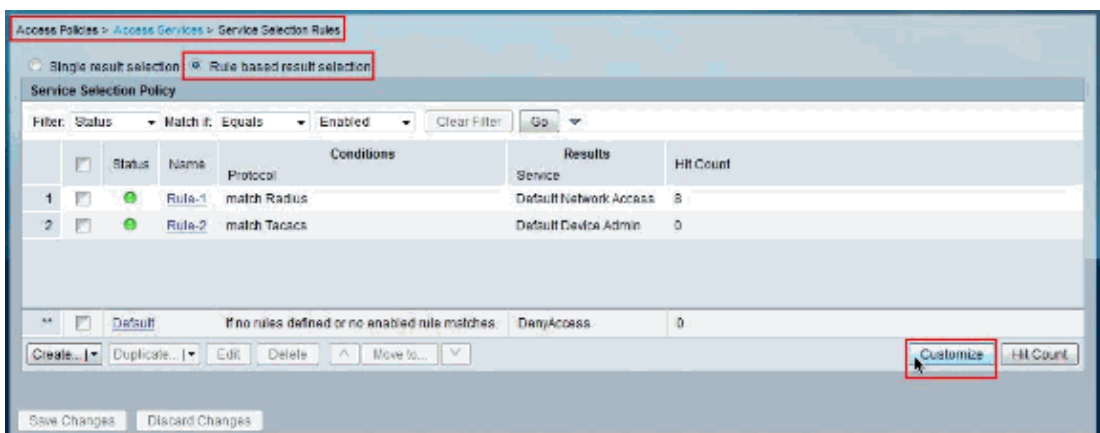 Access Policies > Access Services > Service Selection Rules
Single result selection Rule based result selection
Service Selection Policy
Filter: Status Match if: Equals Enabled Clear Filter Go
Conditions Results
Status Name Protocol Service Hit Count
1 Rule-1 match Radius Default Network Access 8
2 Rule-2 match Tacacs Default Device Admin 0
** Default If no rules defined or no enabled rule matches. DenyAccess 0
Create... Duplicate... Edit Delete Move to... Customize Hit Count
Save Changes Discard Changes